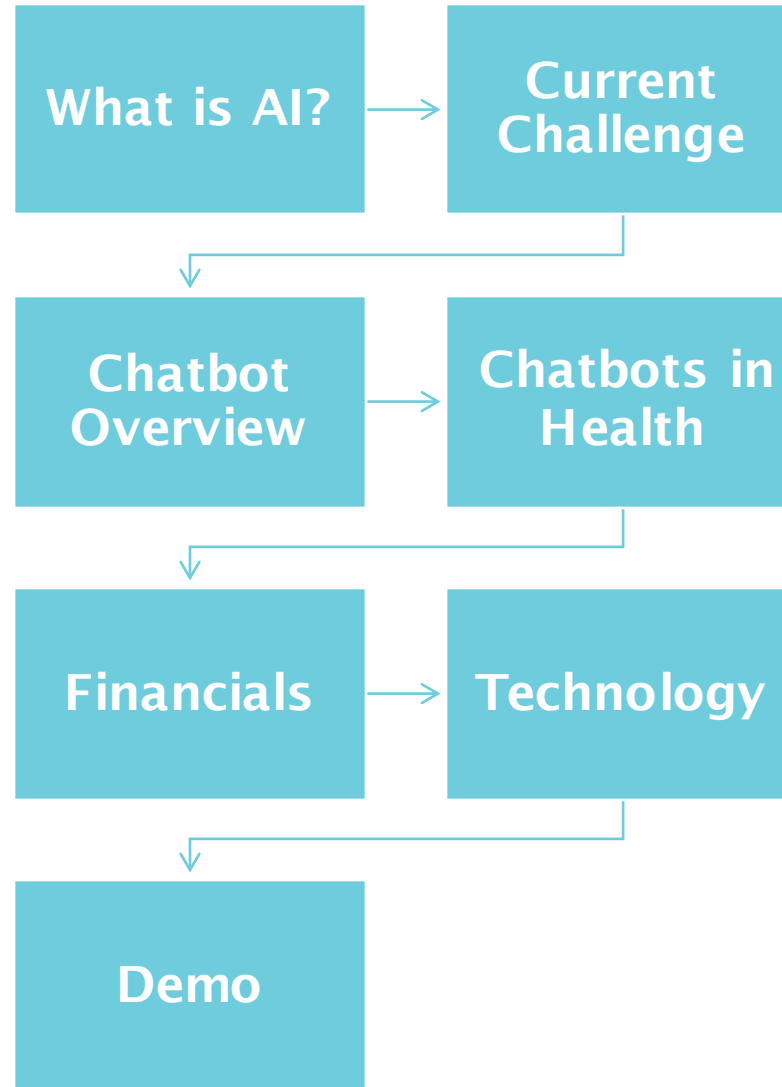 What is AI?
Current
Challenge
Chatbot
Overview
Chatbots in
Health
Financials
Technology
Demo